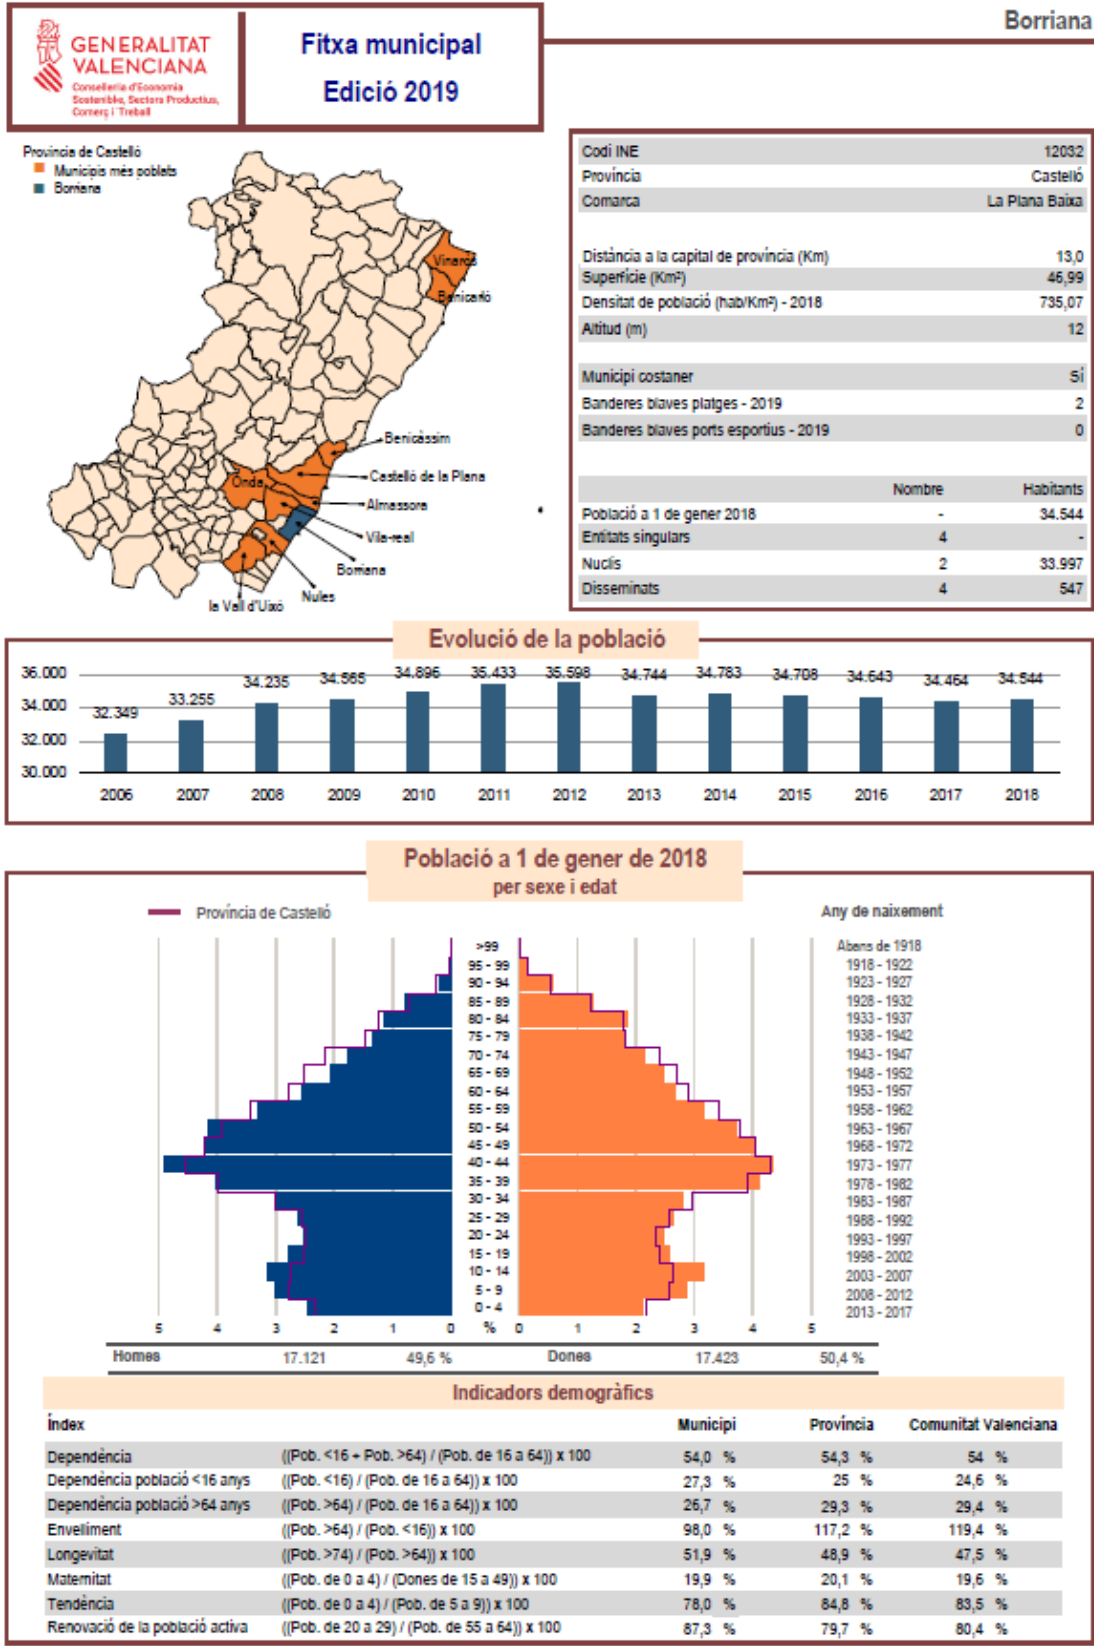 Borriana
GENERALITAT
VALENCIANA
Conselleria d'Economia
Sostenible, Sectors Productius,
Comerç i Treball
Fitxa municipal
Edició 2019
Província de Castelló
Municipis més poblats
Borriana
Vinaròs
Benicarló
Benicàssim
Castelló de la Plana
Onda
Almassora
Vila-real
Borriana
Nules
la Vall d'Uixó
Codi INE 12032
Província Castelló
Comarca La Plana Baixa
Distància a la capital de província (Km) 13,0
Superfície (Km²) 46,99
Densitat de població (hab/Km²) - 2018 735,07
Altitud (m) 12
Municipi costaner Sí
Banderes blaves platges - 2019 2
Banderes blaves ports esportius - 2019 0
Nombre Habitants
Població a 1 de gener 2018 - 34.544
Entitats singulars 4 -
Nuclis 2 33.997
Disseminats 4 547
Evolució de la població
36.000
34.000
32.000
30.000
32.349 33.255 34.235 34.565 34.896 35.433 35.598 34.744 34.783 34.708 34.643 34.464 34.544
2006 2007 2008 2009 2010 2011 2012 2013 2014 2015 2016 2017 2018
Població a 1 de gener de 2018
per sexe i edat
Província de Castelló
Any de naixement
>99 Abans de 1918
95 - 99 1918 - 1922
90 - 94 1923 - 1927
85 - 89 1928 - 1932
80 - 84 1933 - 1937
75 - 79 1938 - 1942
70 - 74 1943 - 1947
65 - 69 1948 - 1952
60 - 64 1953 - 1957
55 - 59 1958 - 1962
50 - 54 1963 - 1967
45 - 49 1968 - 1972
40 - 44 1973 - 1977
35 - 39 1978 - 1982
30 - 34 1983 - 1987
25 - 29 1988 - 1992
20 - 24 1993 - 1997
15 - 19 1998 - 2002
10 - 14 2003 - 2007
5 - 9 2008 - 2012
0 - 4 2013 - 2017
5 4 3 2 1 0 % 0 1 2 3 4 5
Homes 17.121 49,6 % Dones 17.423 50,4 %
Indicadors demogràfics
Índex Municipi Província Comunitat Valenciana
Dependència ((Pob. <16 + Pob. >64) / (Pob. de 16 a 64)) x 100 54,0 % 54,3 % 54 %
Dependència població <16 anys ((Pob. <16) / (Pob. de 16 a 64)) x 100 27,3 % 25 % 24,6 %
Dependència població >64 anys ((Pob. >64) / (Pob. de 16 a 64)) x 100 26,7 % 29,3 % 29,4 %
Envelliment ((Pob. >64) / (Pob. <16)) x 100 98,0 % 117,2 % 119,4 %
Longevitat ((Pob. >74) / (Pob. >64)) x 100 51,9 % 48,9 % 47,5 %
Maternitat ((Pob. de 0 a 4) / (Dones de 15 a 49)) x 100 19,9 % 20,1 % 19,6 %
Tendència ((Pob. de 0 a 4) / (Pob. de 5 a 9)) x 100 78,0 % 84,8 % 83,5 %
Renovació de la població activa ((Pob. de 20 a 29) / (Pob. de 55 a 64)) x 100 87,3 % 79,7 % 80,4 %